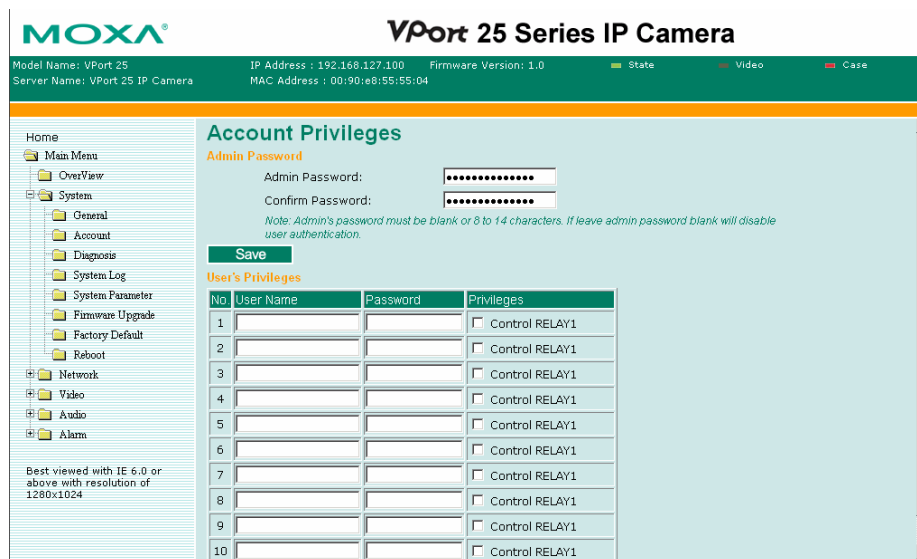 MOXA®
VPort 25 Series IP Camera
Model Name: VPort 25
IP Address : 192.168.127.100
Firmware Version: 1.0
State
Video
Case
Server Name: VPort 25 IP Camera
MAC Address : 00:90:e8:55:55:04
Home
Main Menu
OverView
System
General
Account
Diagnosis
System Log
System Parameter
Firmware Upgrade
Factory Default
Reboot
Network
Video
Audio
Alarm
Best viewed with IE 6.0 or
above with resolution of
1280x1024
Account Privileges
Admin Password
Admin Password: ••••••••••••••
Confirm Password: ••••••••••••••
Note: Admin's password must be blank or 8 to 14 characters. If leave admin password blank will disable
user authentication.
Save
User's Privileges
No. User Name Password Privileges
1 Control RELAY1
2 Control RELAY1
3 Control RELAY1
4 Control RELAY1
5 Control RELAY1
6 Control RELAY1
7 Control RELAY1
8 Control RELAY1
9 Control RELAY1
10 Control RELAY1